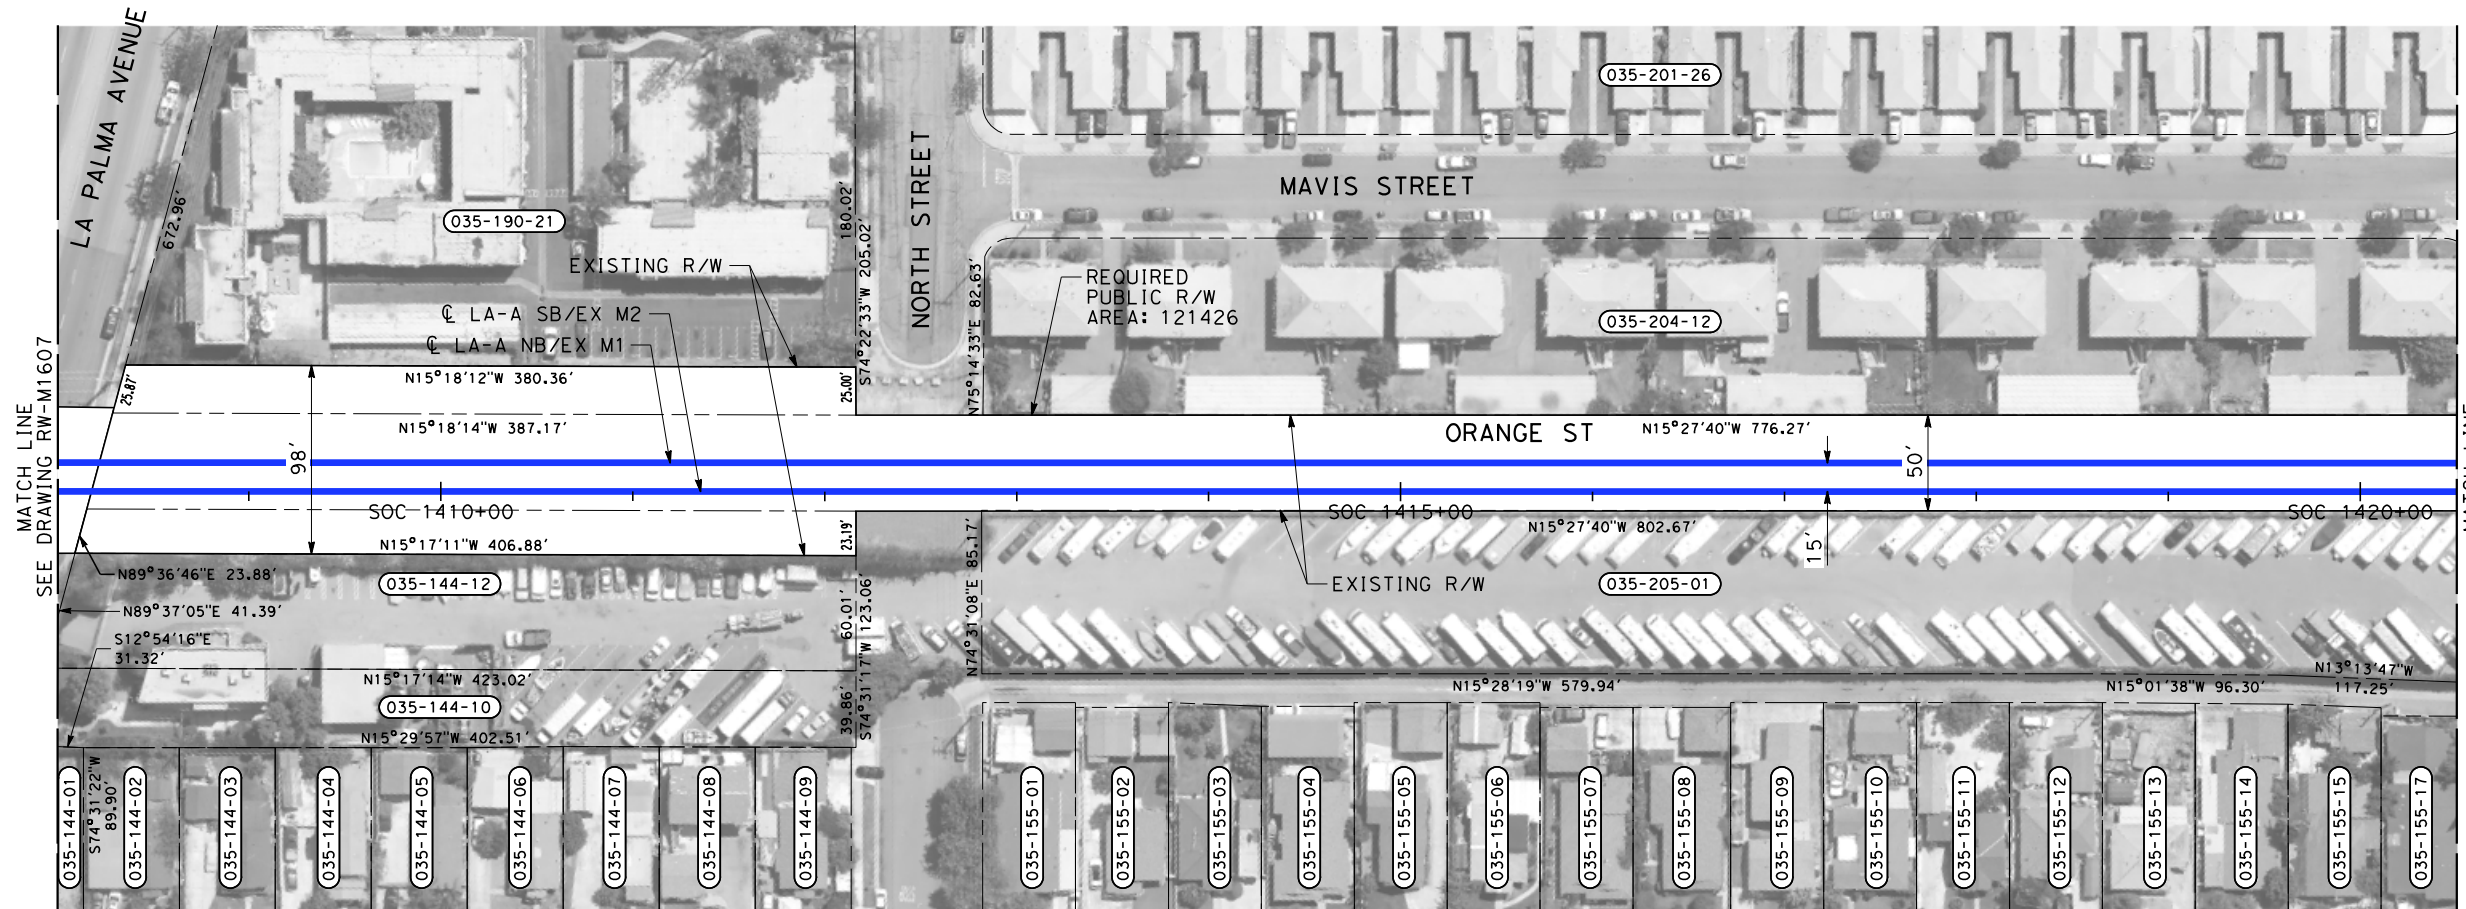 LA PALMA AVENUE
672.96'
035-190-21
EXISTING R/W
℄ LA-A SB/EX M2
℄ LA-A NB/EX M1
180.02'
S74°22'33"W 205.02'
NORTH STREET
N75°14'33"E 82.63'
035-201-26
MAVIS STREET
REQUIRED
PUBLIC R/W
AREA: 121426
035-204-12
MATCH LINE
SEE DRAWING RW-M1607
25.87'
N15°18'12"W 380.36'
25.00'
N15°18'14"W 387.17'
98'
ORANGE ST
N15°27'40"W 776.27'
50'
SOC 1410+00
SOC 1415+00
SOC 1420+00
N15°17'11"W 406.88'
23.19'
N15°27'40"W 802.67'
15'
N89°36'46"E 23.88'
035-144-12
EXISTING R/W
035-205-01
N89°37'05"E 41.39'
S12°54'16"E
31.32'
60.01'
S74°31'17"W 123.06'
N74°31'08"E 85.17'
N15°17'14"W 423.02'
035-144-10
39.86'
N15°29'57"W 402.51'
N15°28'19"W 579.94'
N15°01'38"W 96.30'
N13°13'47"W
117.25'
035-144-01
S74°31'22"W
89.90'
035-144-02
035-144-03
035-144-04
035-144-05
035-144-06
035-144-07
035-144-08
035-144-09
035-155-01
035-155-02
035-155-03
035-155-04
035-155-05
035-155-06
035-155-07
035-155-08
035-155-09
035-155-10
035-155-11
035-155-12
035-155-13
035-155-14
035-155-15
035-155-17